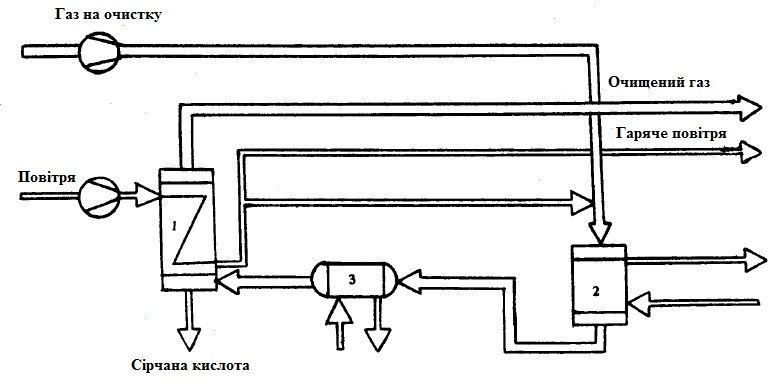 Газ на очистку
Очищений газ
Гаряче повітря
Повітря
1
3
2
Сірчана кислота